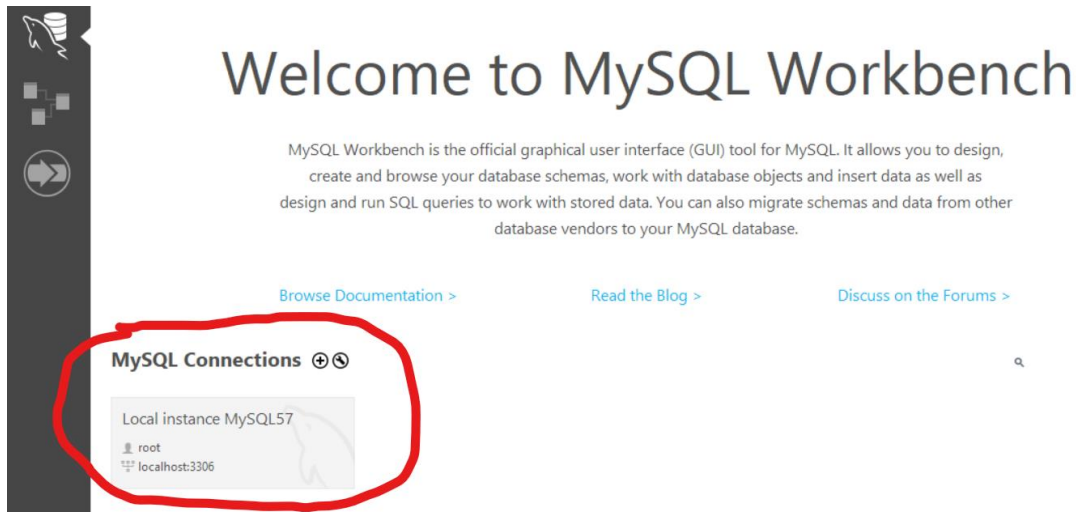 Welcome to MySQL Workbench
MySQL Workbench is the official graphical user interface (GUI) tool for MySQL. It allows you to design,
create and browse your database schemas, work with database objects and insert data as well as
design and run SQL queries to work with stored data. You can also migrate schemas and data from other
database vendors to your MySQL database.
Browse Documentation > Read the Blog > Discuss on the Forums >
MySQL Connections
Local instance MySQL57
root
localhost:3306